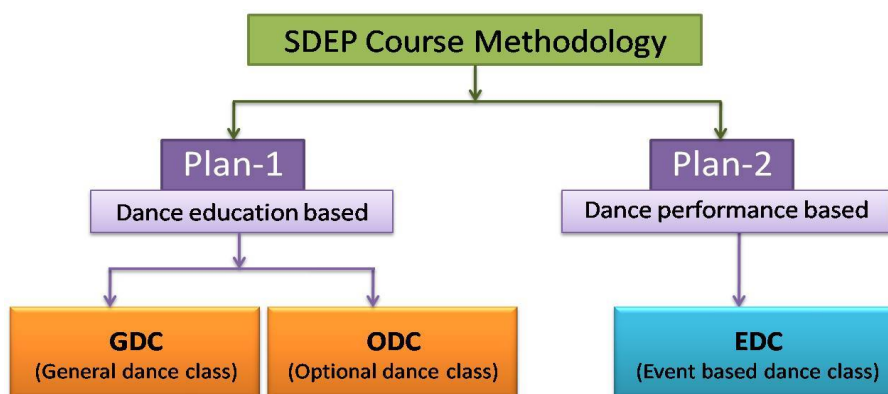 SDEP Course Methodology
Plan-1
Dance education based
Plan-2
Dance performance based
GDC
(General dance class)
ODC
(Optional dance class)
EDC
(Event based dance class)